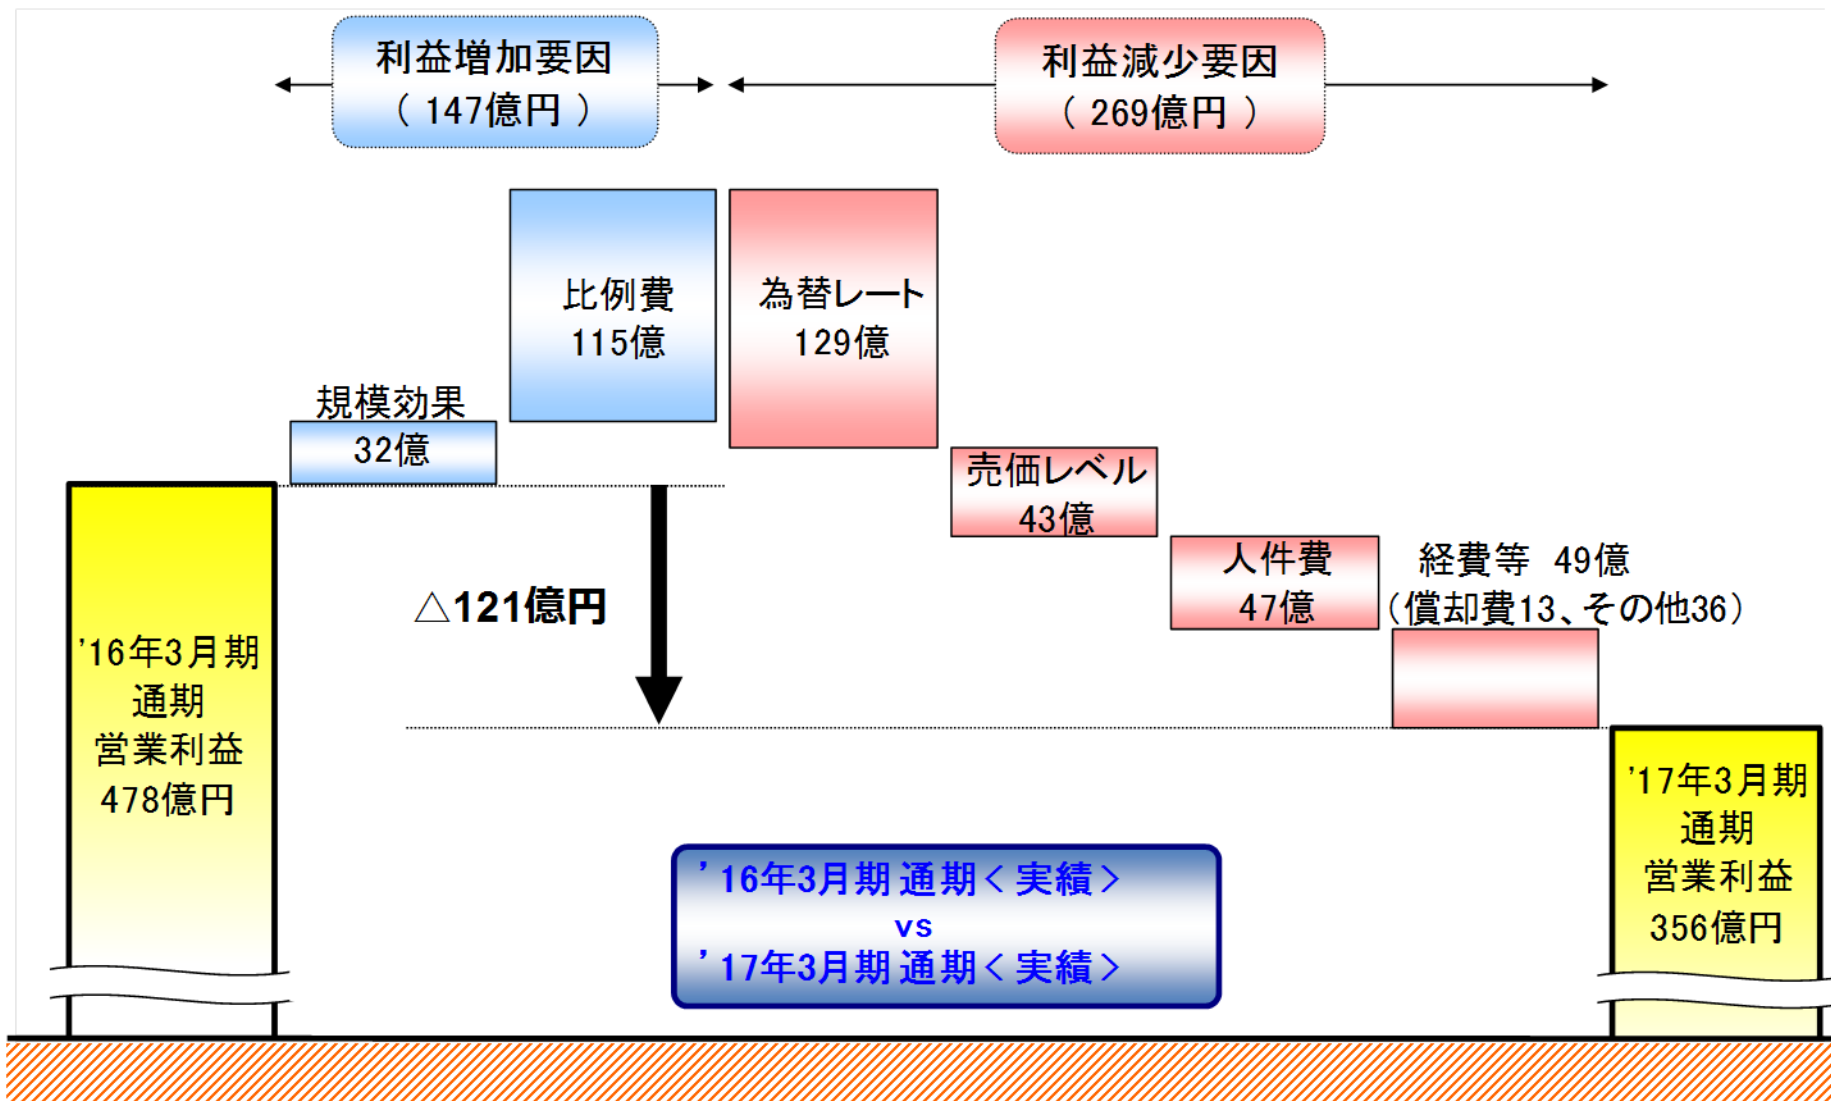 利益増加要因
（ 147億円 ）
利益減少要因
（ 269億円 ）
比例費
115億
為替レート
129億
規模効果
32億
売価レベル
43億
人件費
47億
経費等 49億
（償却費13、その他36）
△121億円
'16年3月期
通期
営業利益
478億円
'17年3月期
通期
営業利益
356億円
’16年3月期 通期＜実績＞
vs
’17年3月期 通期＜実績＞